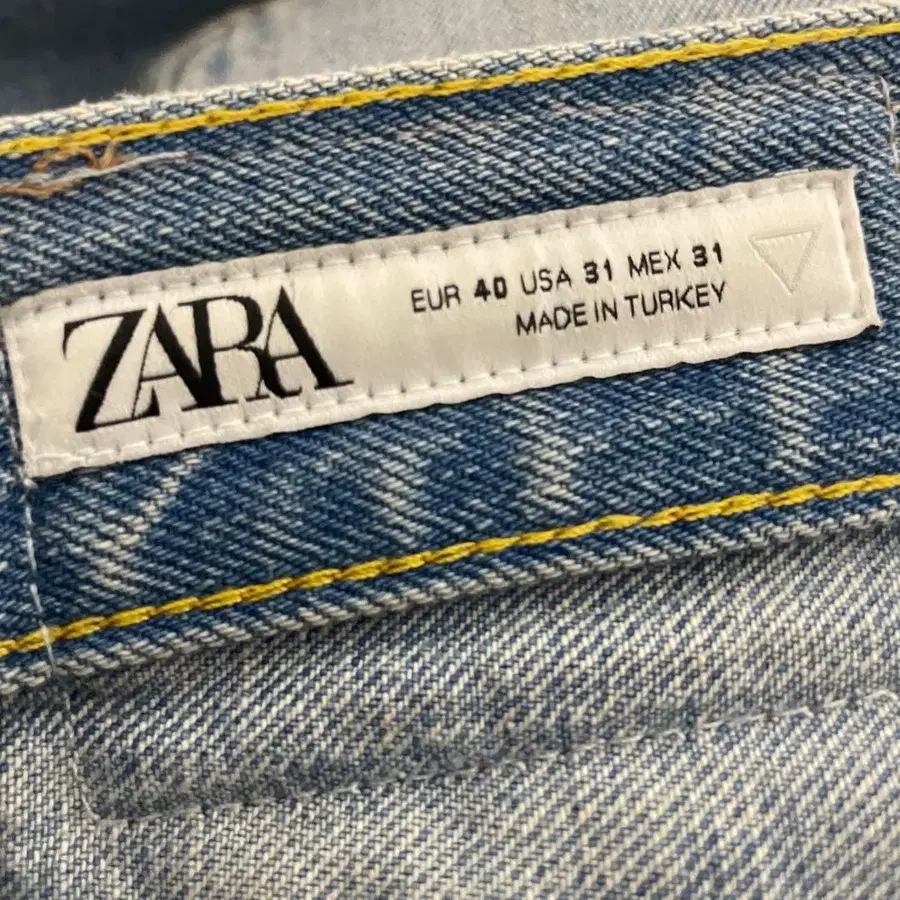 ZARA
EUR 40 USA 31 MEX 31
MADE IN TURKEY